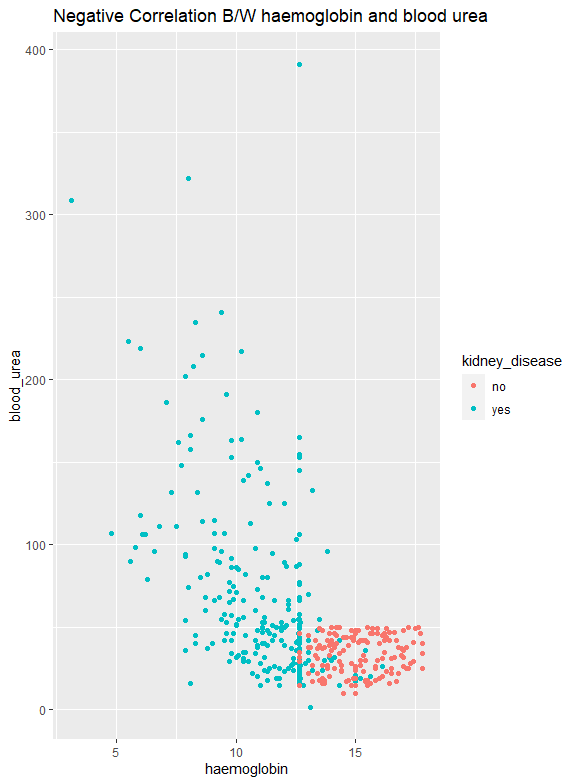 Negative Correlation B/W haemoglobin and blood urea
400
300
200
100
0
blood_urea
5
10
15
haemoglobin
kidney_disease
no
yes